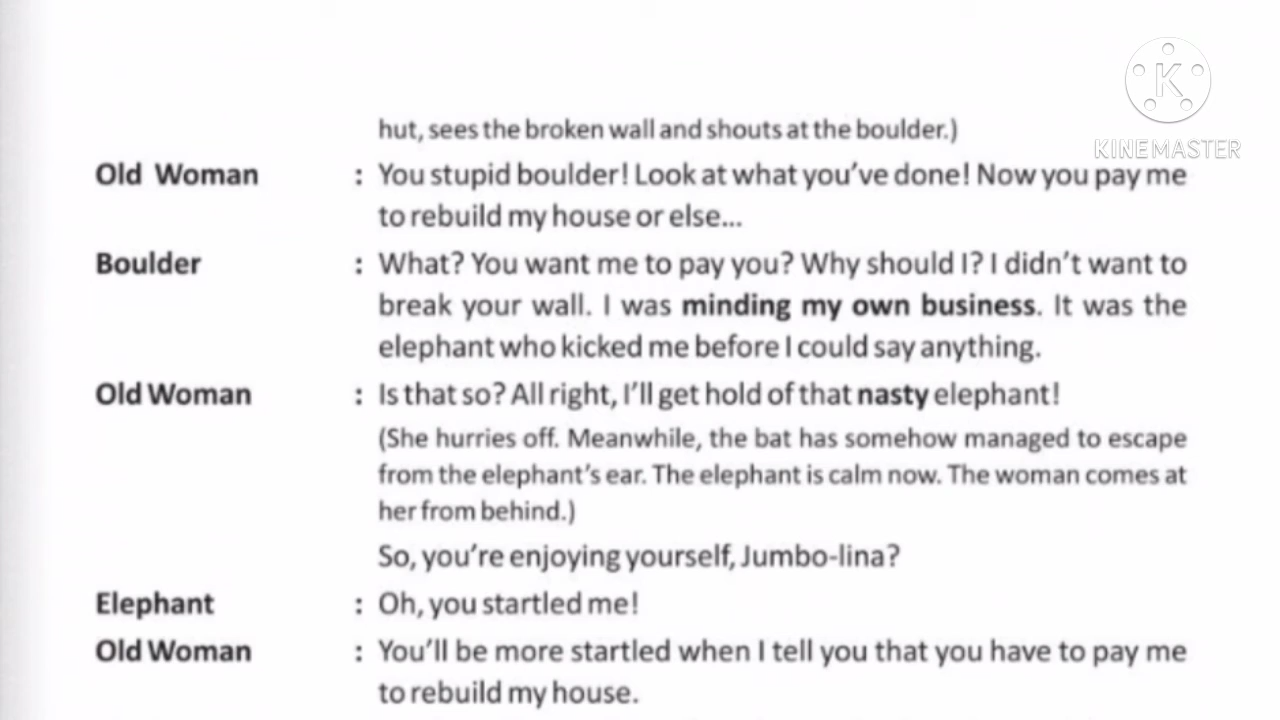 KINEMASTER
hut, sees the broken wall and shouts at the boulder.)
Old Woman : You stupid boulder! Look at what you've done! Now you pay me
to rebuild my house or else...
Boulder : What? You want me to pay you? Why should I? I didn't want to
break your wall. I was minding my own business. It was the
elephant who kicked me before I could say anything.
Old Woman : Is that so? All right, I'll get hold of that nasty elephant!
(She hurries off. Meanwhile, the bat has somehow managed to escape
from the elephant's ear. The elephant is calm now. The woman comes at
her from behind.)
So, you're enjoying yourself, Jumbo-lina?
Elephant : Oh, you startled me!
Old Woman : You'll be more startled when I tell you that you have to pay me
to rebuild my house.